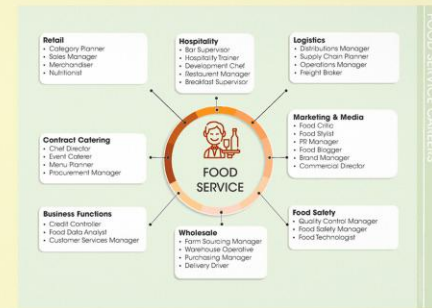 Retail
• Category Planner
• Sales Manager
• Merchandiser
• Nutritionist
Hospitality
• Bar Supervisor
• Hospitality Trainer
• Development Chef
• Restaurant Manager
• Breakfast Supervisor
Logistics
• Distributions Manager
• Supply Chain Planner
• Operations Manager
• Freight Broker
Contract Catering
• Chef Director
• Event Caterer
• Menu Planner
• Procurement Manager
FOOD
SERVICE
Marketing & Media
• Food Critic
• Food Stylist
• PR Manager
• Food Blogger
• Brand Manager
• Commercial Director
Business Functions
• Credit Controller
• Food Data Analyst
• Customer Services Manager
Wholesale
• Farm Sourcing Manager
• Warehouse Operative
• Purchasing Manager
• Delivery Driver
Food Safety
• Quality Control Manager
• Food Safety Manager
• Food Technologist
Food Service Careers